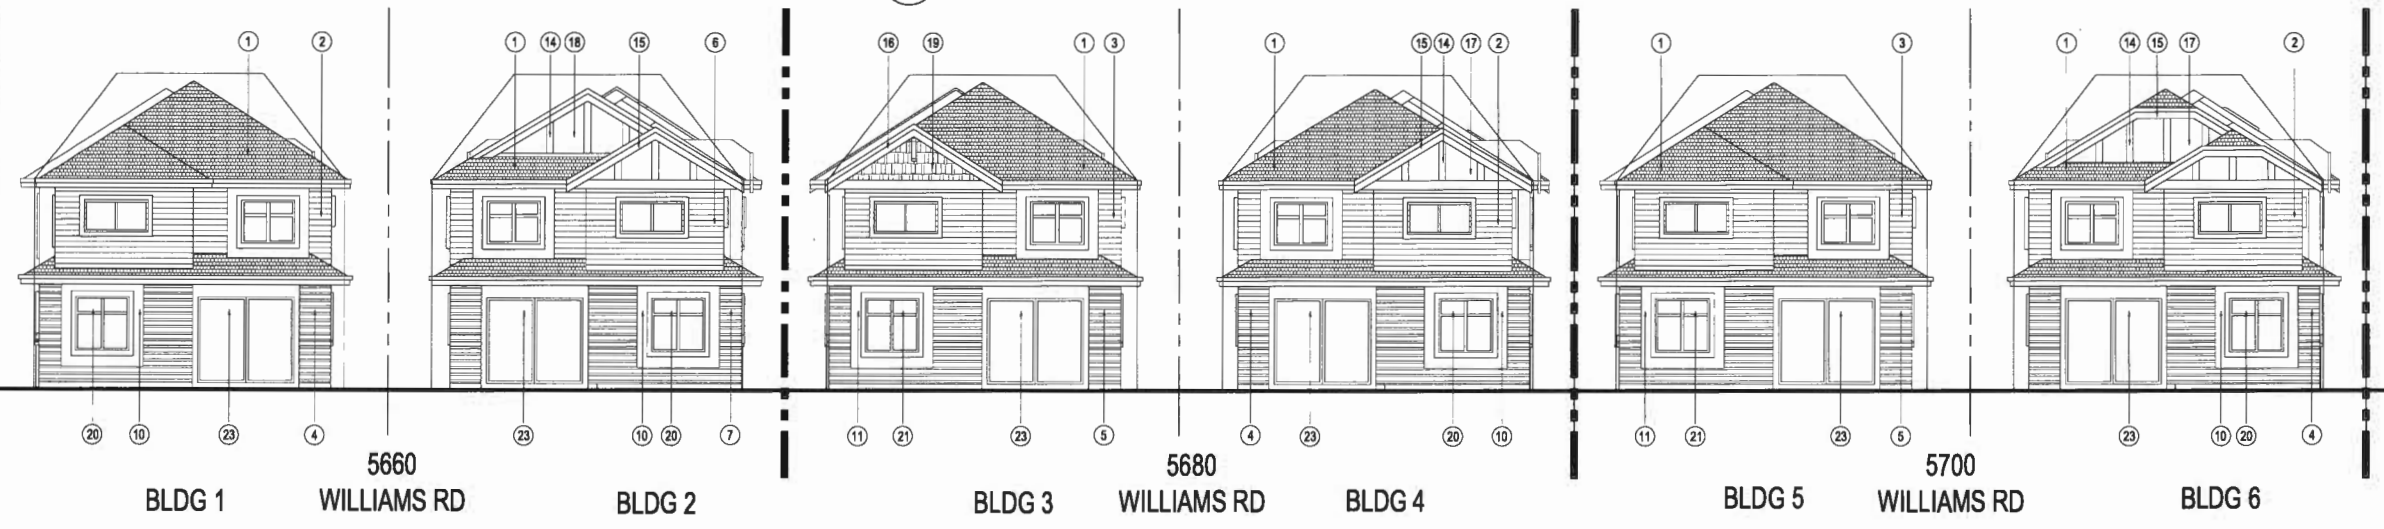 1 2 1 14 18 15 6 16 19 1 3 1 15 14 17 2 1 3 1 14 15 17 2
20 10 23 4 23 10 20 7 11 21 23 5 4 23 20 10 11 21 23 5 23 10 20 4
5660 5680 5700
BLDG 1 WILLIAMS RD BLDG 2 BLDG 3 WILLIAMS RD BLDG 4 BLDG 5 WILLIAMS RD BLDG 6